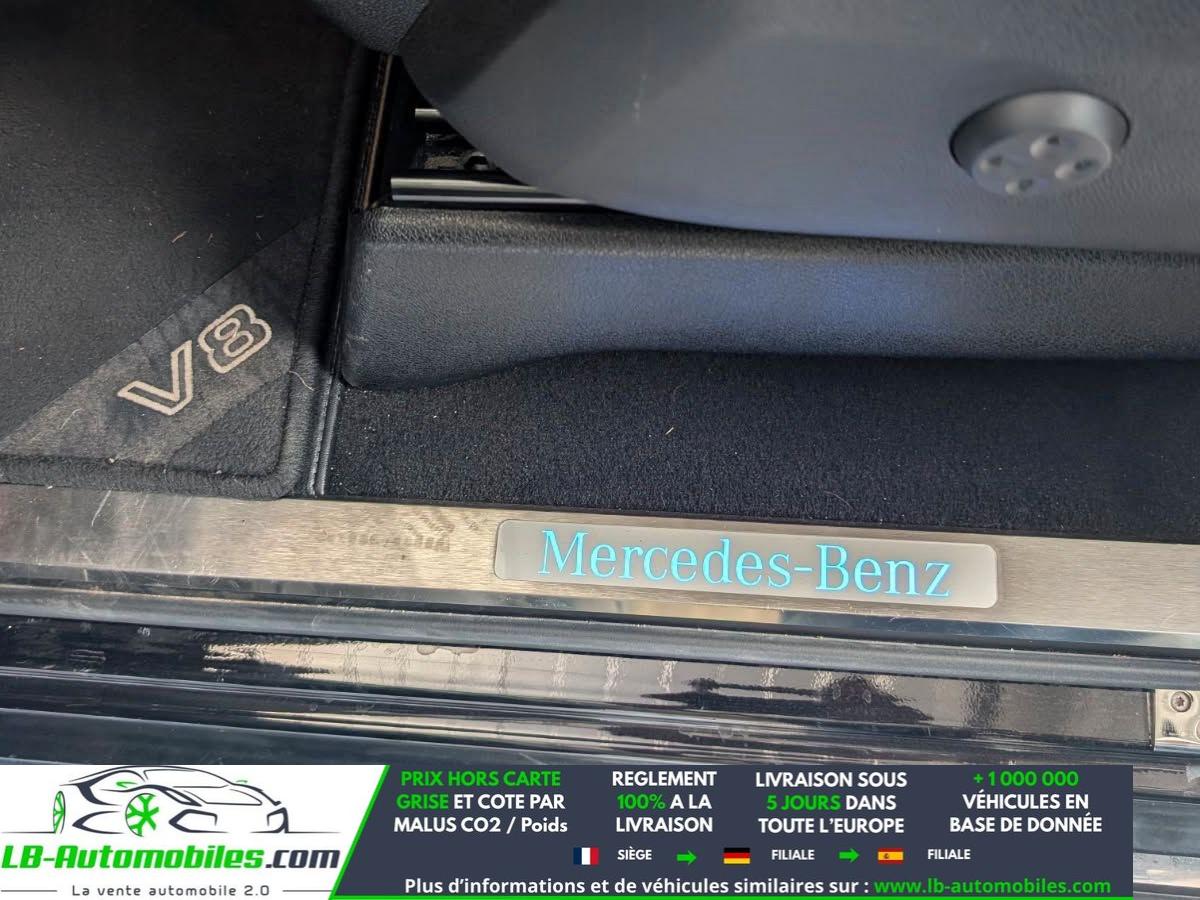 V8
Mercedes-Benz
LB-Automobiles.com
La vente automobile 2.0
PRIX HORS CARTE
GRISE ET COTE PAR
MALUS CO2 / Poids
REGLEMENT
100% A LA
LIVRAISON
LIVRAISON SOUS
5 JOURS DANS
TOUTE L'EUROPE
+1 000 000
VÉHICULES EN
BASE DE DONNÉE
SIÈGE
FILIALE
FILIALE
Plus d'informations et de véhicules similaires sur : www.lb-automobiles.com